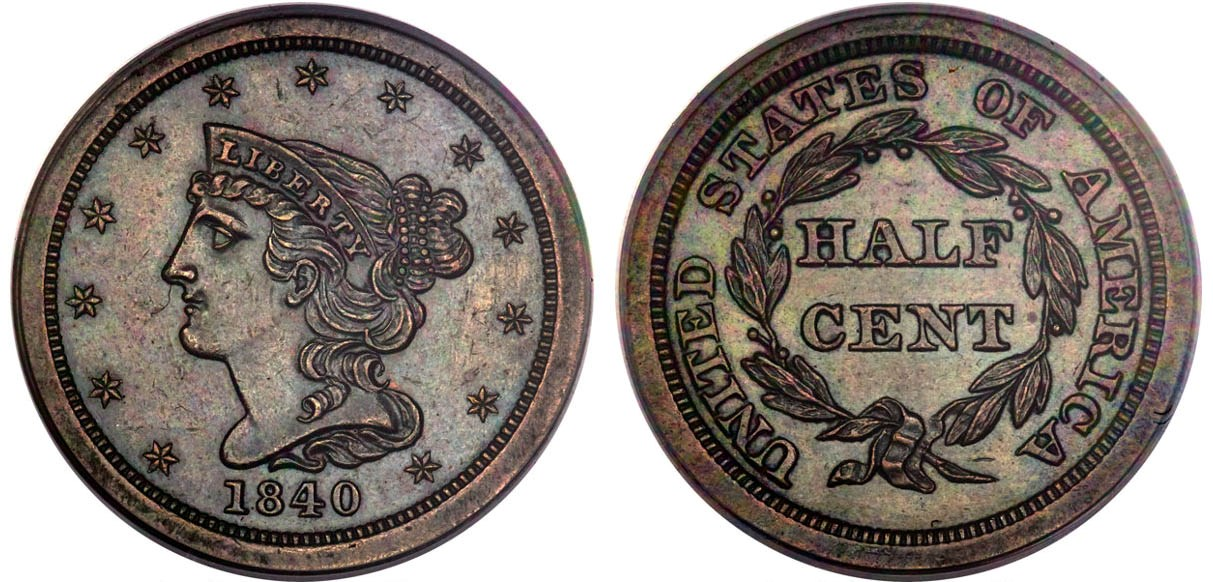 LIBERTY
1840
UNITED STATES OF AMERICA
HALF
CENT